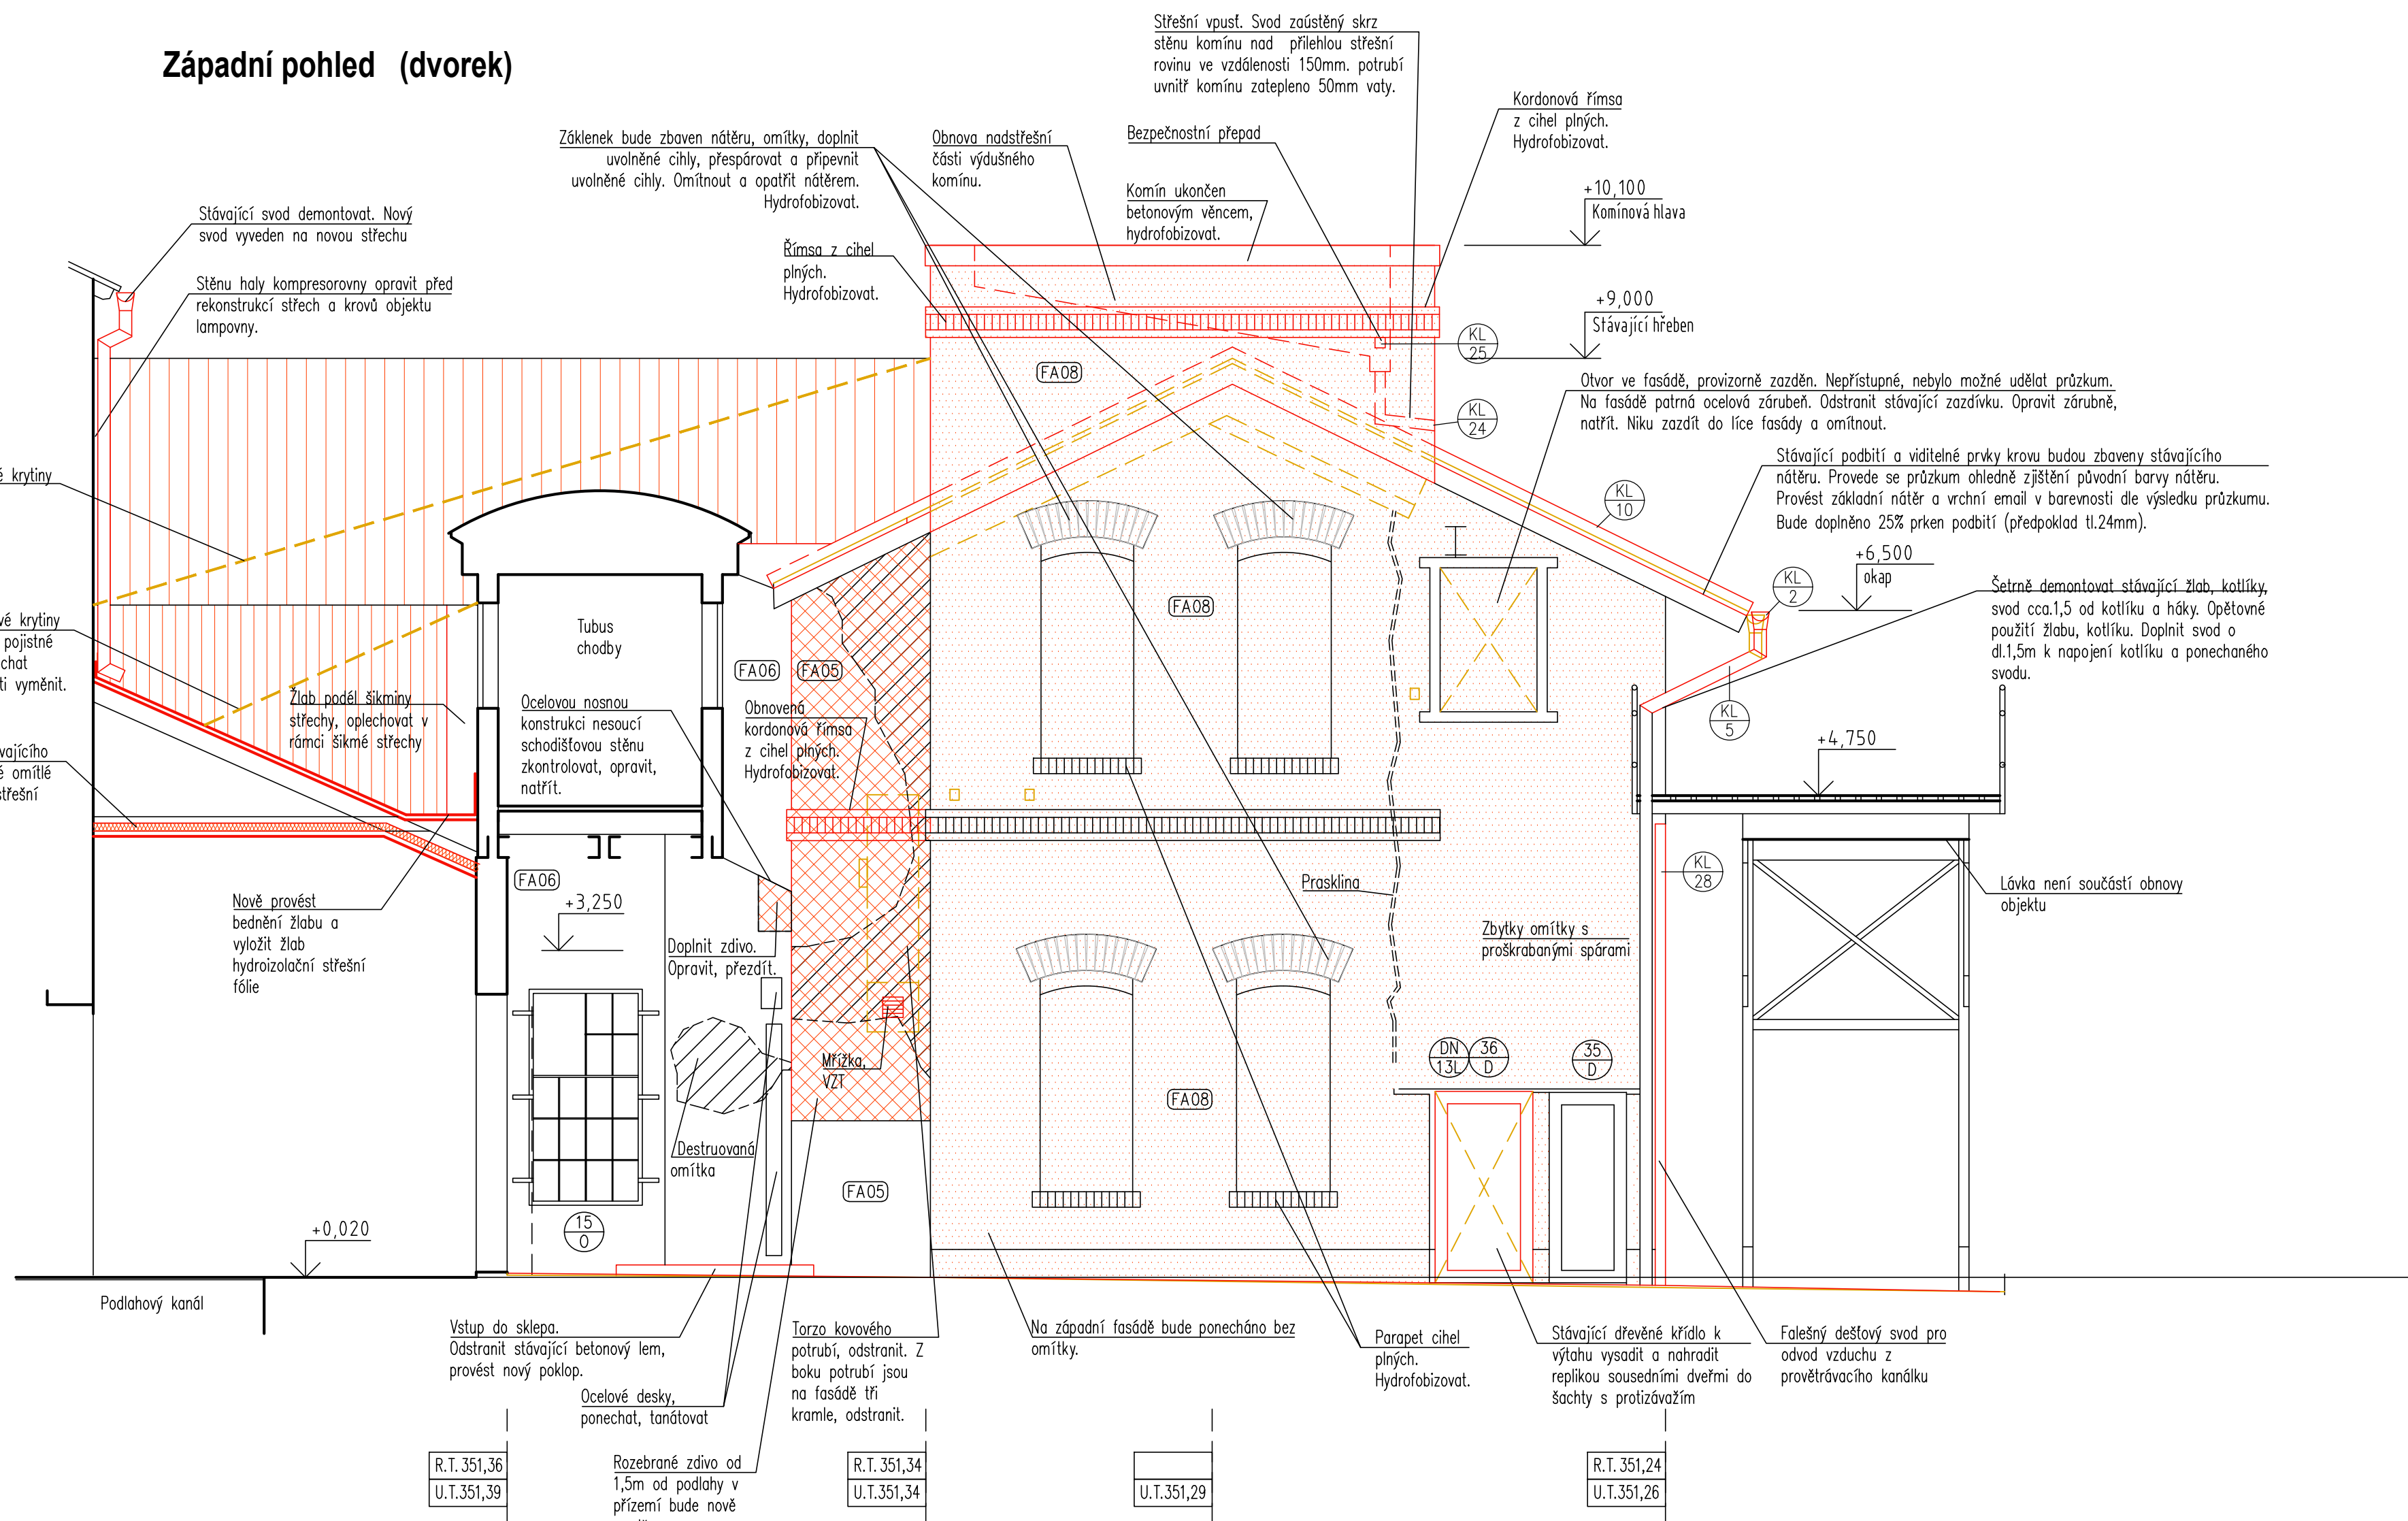 Západní pohled (dvorek)
Střešní vpusť. Svod zaústěný skrz
stěnu komínu nad přilehlou střešní
rovinu ve vzdálenosti 150mm. potrubí
uvnitř komínu zatepleno 50mm vaty.
Kordonová římsa
z cihel plných.
Hydrofobizovat.
Záklenek bude zbaven nátěru, omítky, doplnit
uvolněné cihly, přespárovat a připevnit
uvolněné cihly. Omítnout a opatřit nátěrem.
Hydrofobizovat.
Obnova nadstřešní
části výdušného
komínu.
Bezpečnostní přepad
Komín ukončen
betonovým věncem,
hydrofobizovat.
+10,100
Komínová hlava
Stávající svod demontovat. Nový
svod vyveden na novou střechu
Římsa z cihel
plných.
Hydrofobizovat.
Stěnu haly kompresorovny opravit před
rekonstrukcí střech a krovů objektu
lampovny.
+9,000
Stávající hřeben
KL
25
FA08
KL
24
Otvor ve fasádě, provizorně zazděn. Nepřístupné, nebylo možné udělat průzkum.
Na fasádě patrná ocelová zárubeň. Odstranit stávající zazdívku. Opravit zárubně,
natřít. Niku zazdít do líce fasády a omítnout.
Stávající podbití a viditelné prvky krovu budou zbaveny stávajícího
nátěru. Provede se průzkum ohledně zjištění původní barvy nátěru.
Provést základní nátěr a vrchní email v barevnosti dle výsledku průzkumu.
Bude doplněno 25% prken podbití (předpoklad tl.24mm).
é krytiny
KL
10
+6,500
okap
KL
2
Šetrně demontovat stávající žlab, kotlíky,
svod cca.1,5 od kotlíku a háky. Opětovné
použití žlabu, kotlíku. Doplnit svod o
dl.1,5m k napojení kotlíku a ponechaného
svodu.
FA08
vé krytiny
pojistné
chat
ti vyměnit.
Tubus
chodby
FA06
FA05
Žlab podél šikminy
střechy, oplechovat v
rámci šikmé střechy
Ocelovou nosnou
konstrukci nesoucí
schodišťovou stěnu
zkontrolovat, opravit,
natřít.
Obnovená
kordonová římsa
z cihel plných.
Hydrofobizovat.
KL
5
+4,750
vajícího
é omítlé
střešní
FA06
+3,250
Nově provést
bednění žlabu a
vyložit žlab
hydroizolační střešní
fólie
Doplnit zdivo.
Opravit, přezdít.
Prasklina
Zbytky omítky s
proškrabanými spárami
KL
28
Lávka není součástí obnovy
objektu
Mřížka,
VZT
DN
13L
36
D
35
D
FA08
Destruovaná
omítka
FA05
15
O
+0,020
Podlahový kanál
Vstup do sklepa.
Odstranit stávající betonový lem,
provést nový poklop.
Ocelové desky,
ponechat, tanátovat
Torzo kovového
potrubí, odstranit. Z
boku potrubí jsou
na fasádě tři
kramle, odstranit.
Na západní fasádě bude ponecháno bez
omítky.
Parapet cihel
plných.
Hydrofobizovat.
Stávající dřevěné křídlo k
výtahu vysadit a nahradit
replikou sousedními dveřmi do
šachty s protizávažím
Falešný dešťový svod pro
odvod vzduchu z
provětrávacího kanálku
Rozebrané zdivo od
1,5m od podlahy v
přízemí bude nově
R.T. 351,36
U.T.351,39
R.T. 351,34
U.T.351,34
U.T.351,29
R.T. 351,24
U.T.351,26